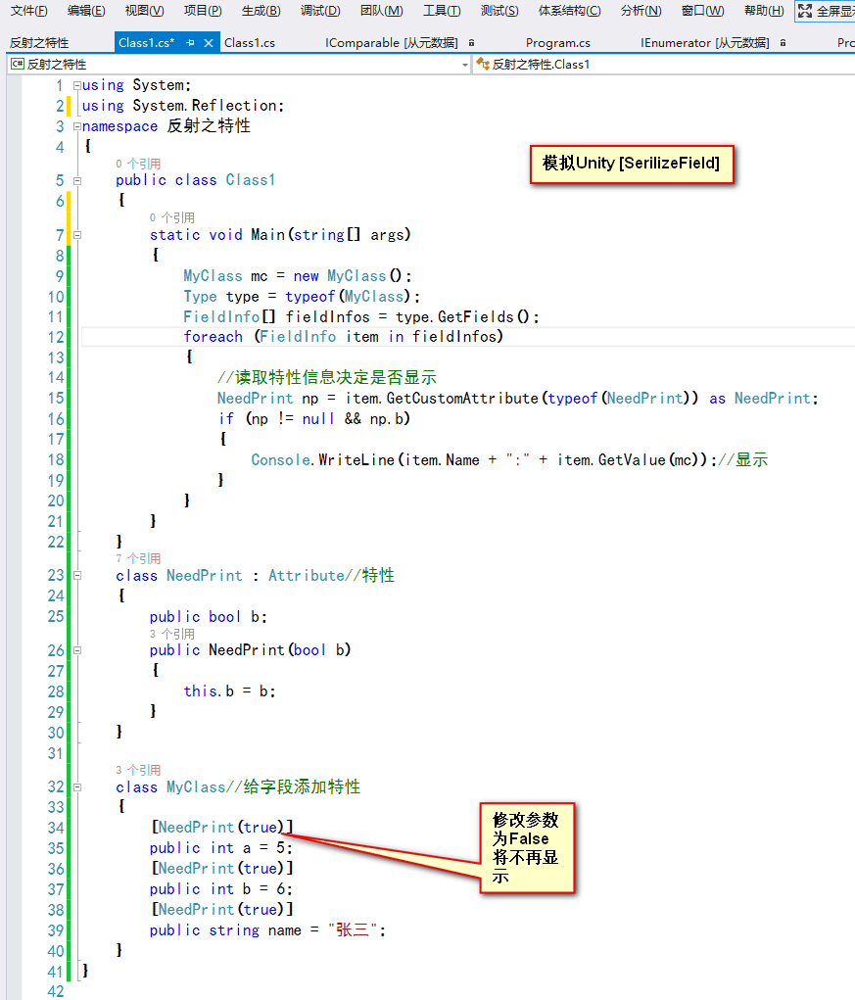 文件(F) 编辑(E) 视图(V) 项目(P) 生成(B) 调试(D) 团队(M) 工具(T) 测试(S) 体系结构(C) 分析(N) 窗口(W) 帮助(H) 全屏显
反射之特性 Class1.cs* Class1.cs IComparable [从元数据] Program.cs IEnumerator [从元数据] Pro
C# 反射之特性 反射之特性.Class1
1 using System;
2 using System.Reflection;
3 namespace 反射之特性
4 {
模拟Unity [SerilizeField]
0 个引用
5 public class Class1
6 {
0 个引用
7 static void Main(string[] args)
8 {
9 MyClass mc = new MyClass();
10 Type type = typeof(MyClass);
11 FieldInfo[] fieldInfos = type.GetFields();
12 foreach (FieldInfo item in fieldInfos)
13 {
14 //读取特性信息决定是否显示
15 NeedPrint np = item.GetCustomAttribute(typeof(NeedPrint)) as NeedPrint;
16 if (np != null && np.b)
17 {
18 Console.WriteLine(item.Name + ":" + item.GetValue(mc));//显示
19 }
20 }
21 }
22 }
7 个引用
23 class NeedPrint : Attribute//特性
24 {
25 public bool b;
3 个引用
26 public NeedPrint(bool b)
27 {
28 this.b = b;
29 }
30 }
31
3 个引用
32 class MyClass//给字段添加特性
33 {
34 [NeedPrint(true)]
35 public int a = 5;
36 [NeedPrint(true)]
37 public int b = 6;
38 [NeedPrint(true)]
39 public string name = "张三";
40 }
41 }
42
修改参数
为False
将不再显
示